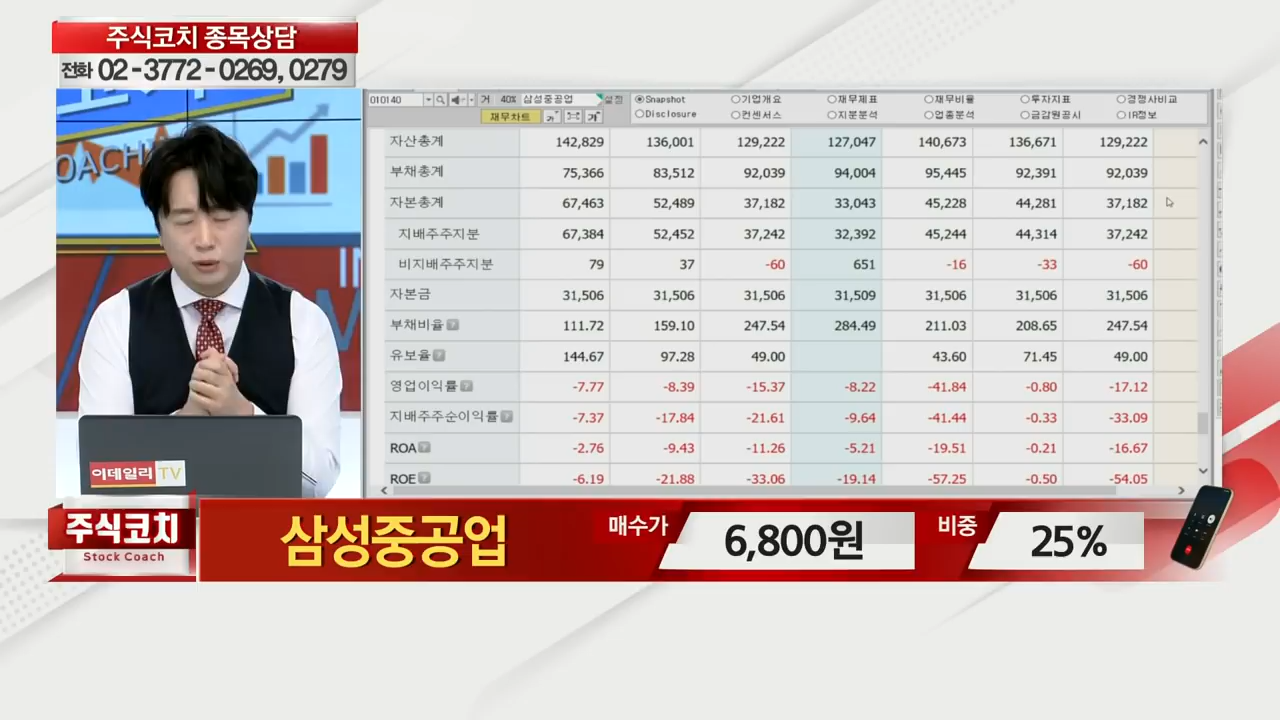 주식코치 종목상담
전화 02-3772-0269, 0279
OACH
IN
010140 거 40% 삼성중공업 설정
재무차트
Snapshot 기업개요 재무제표 재무비율 투자지표 경쟁사비교
Disclosure 컨센서스 지분분석 업종분석 금감원공시 IR정보
자산총계 142,829 136,001 129,222 127,047 140,673 136,671 129,222
부채총계 75,366 83,512 92,039 94,004 95,445 92,391 92,039
자본총계 67,463 52,489 37,182 33,043 45,228 44,281 37,182
지배주주지분 67,384 52,452 37,242 32,392 45,244 44,314 37,242
비지배주주지분 79 37 -60 651 -16 -33 -60
자본금 31,506 31,506 31,506 31,509 31,506 31,506 31,506
부채비율 111.72 159.10 247.54 284.49 211.03 208.65 247.54
유보율 144.67 97.28 49.00 43.60 71.45 49.00
영업이익률 -7.77 -8.39 -15.37 -8.22 -41.84 -0.80 -17.12
지배주주순이익률 -7.37 -17.84 -21.61 -9.64 -41.44 -0.33 -33.09
ROA -2.76 -9.43 -11.26 -5.21 -19.51 -0.21 -16.67
ROE -6.19 -21.88 -33.06 -19.14 -57.25 -0.50 -54.05
이데일리 TV
주식코치
Stock Coach
삼성중공업 매수가 6,800원 비중 25%